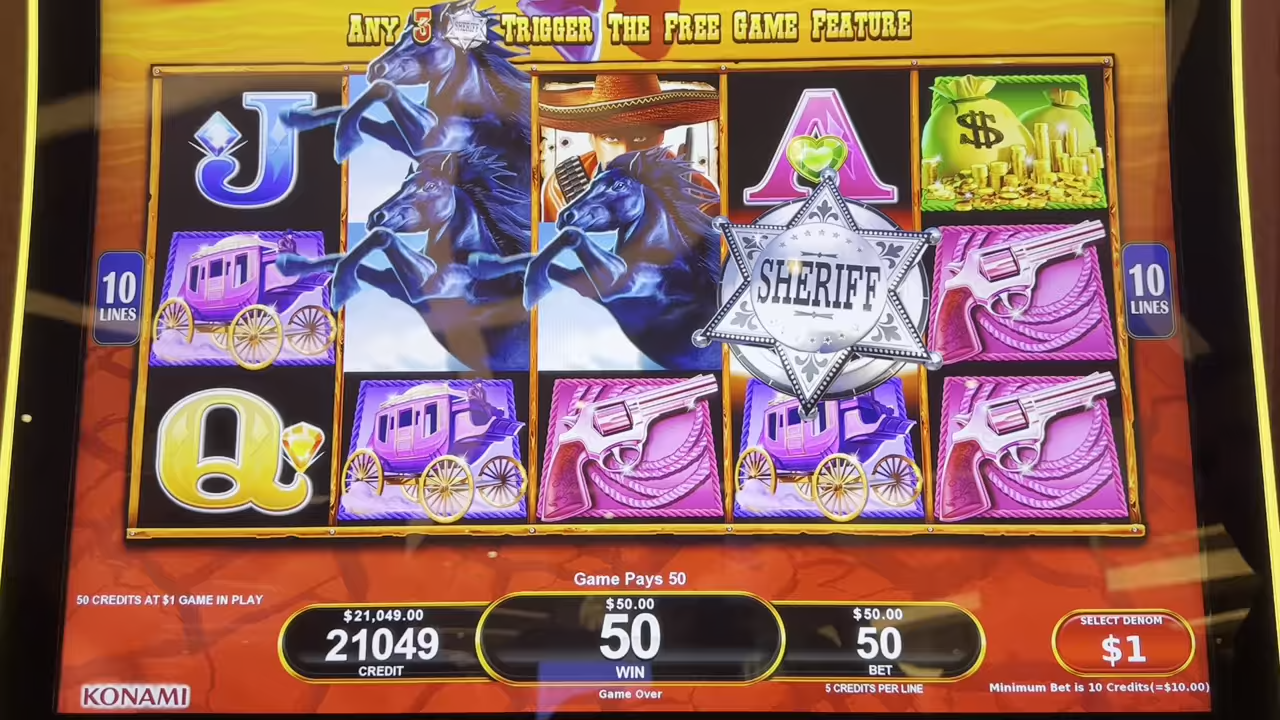 ANY 3 SHERIFF TRIGGER THE FREE GAME FEATURE
J
A
$
10
LINES
SHERIFF
10
LINES
Q
Game Pays 50
50 CREDITS AT $1 GAME IN PLAY
$21,049.00
21049
CREDIT
$50.00
50
WIN
Game Over
$50.00
50
BET
5 CREDITS PER LINE
SELECT DENOM
$1
Minimum Bet is 10 Credits(=$10.00)
KONAMI